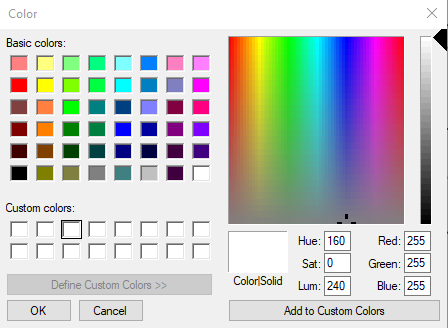 Color
Basic colors:
Custom colors:
Define Custom Colors >>
OK Cancel
Color|Solid
Hue: 160 Red: 255
Sat: 0 Green: 255
Lum: 240 Blue: 255
Add to Custom Colors